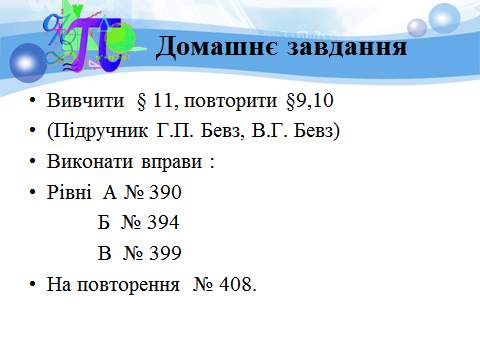 Домашнє завдання
• Вивчити § 11, повторити §9,10
• (Підручник Г.П. Бевз, В.Г. Бевз)
• Виконати вправи :
• Рівні А № 390
Б № 394
В № 399
• На повторення № 408.